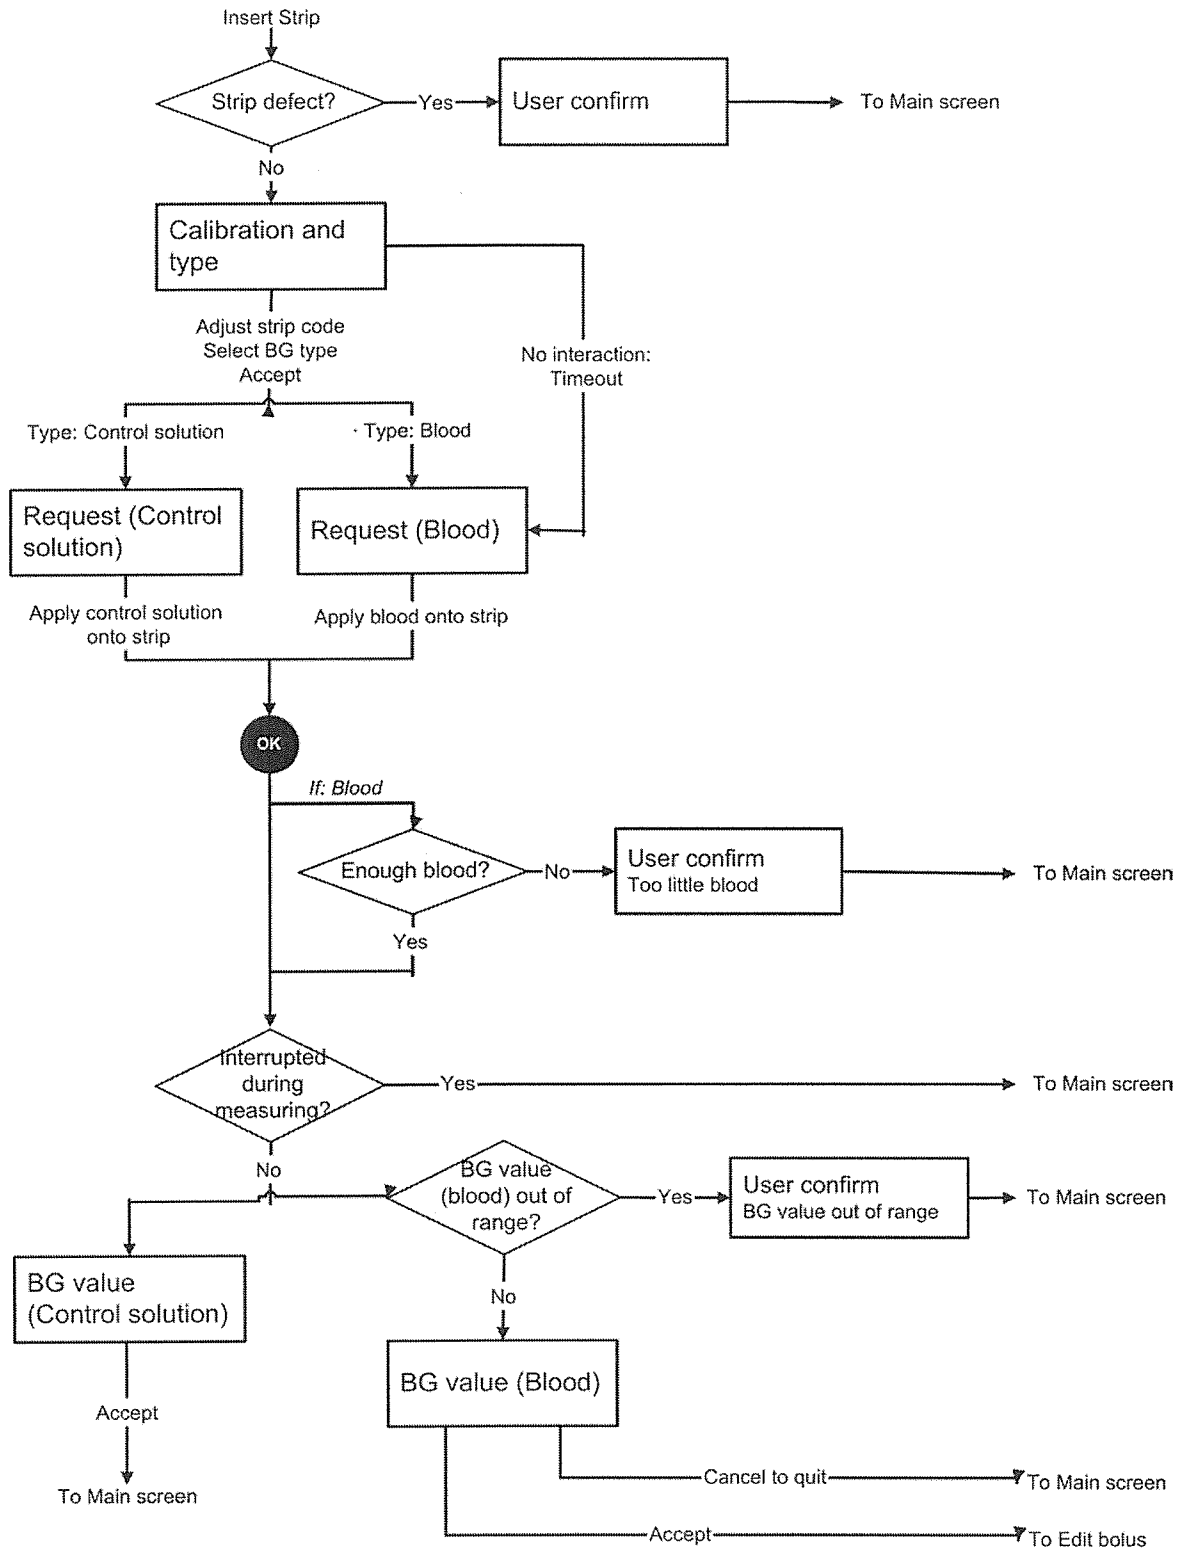 Insert Strip
Strip defect?
Yes
User confirm
To Main screen
No
Calibration and
type
Adjust strip code
Select BG type
Accept
No interaction:
Timeout
Type: Control solution
Type: Blood
Request (Control
solution)
Request (Blood)
Apply control solution
onto strip
Apply blood onto strip
OK
If: Blood
Enough blood?
No
User confirm
Too little blood
To Main screen
Yes
Interrupted
during
measuring?
Yes
To Main screen
No
BG value
(blood) out of
range?
Yes
User confirm
BG value out of range
To Main screen
BG value
(Control solution)
No
BG value (Blood)
Accept
To Main screen
Cancel to quit
To Main screen
Accept
To Edit bolus